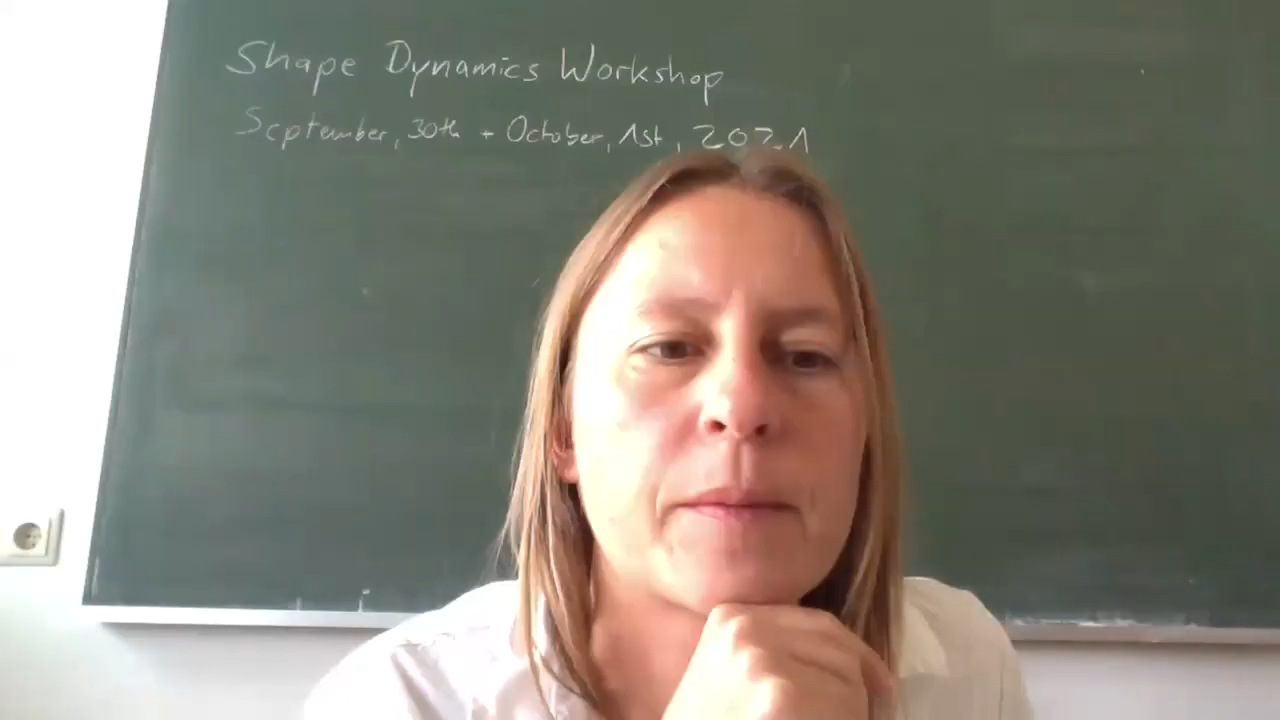 Shape Dynamics Workshop
September, 30th + October, 1st, 2021